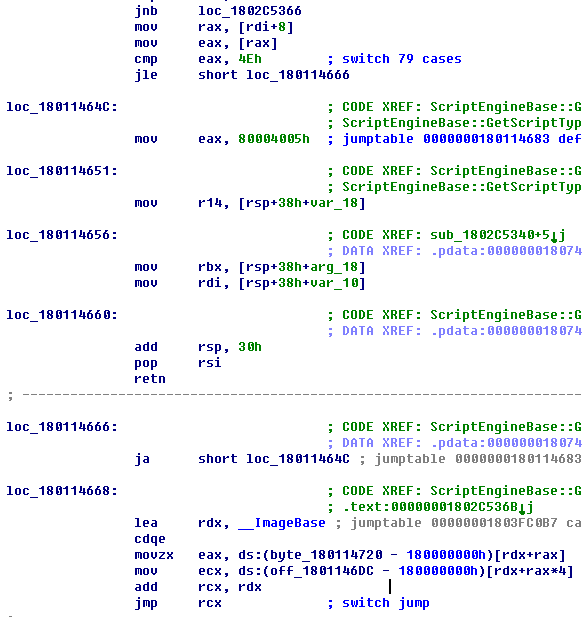 jnb loc_1802C5366
mov rax, [rdi+8]
mov eax, [rax]
cmp eax, 4Eh ; switch 79 cases
jle short loc_180114666
loc_18011464C: ; CODE XREF: ScriptEngineBase::G
; ScriptEngineBase::GetScriptTyp
mov eax, 80004005h ; jumptable 0000000180114683 def
loc_180114651: ; CODE XREF: ScriptEngineBase::G
; ScriptEngineBase::GetScriptTyp
mov r14, [rsp+38h+var_18]
loc_180114656: ; CODE XREF: sub_1802C5340+5↓j
; DATA XREF: .pdata:000000018074
mov rbx, [rsp+38h+arg_18]
mov rdi, [rsp+38h+var_10]
loc_180114660: ; CODE XREF: ScriptEngineBase::G
; DATA XREF: .pdata:000000018074
add rsp, 30h
pop rsi
retn
; ---------------------------------------------------------------------
loc_180114666: ; CODE XREF: ScriptEngineBase::G
; DATA XREF: .pdata:000000018074
ja short loc_18011464C ; jumptable 0000000180114683
loc_180114668: ; CODE XREF: ScriptEngineBase::G
; .text:00000001802C536B↓j
lea rdx, __ImageBase ; jumptable 00000001803FC0B7 ca
cdqe
movzx eax, ds:(byte_180114720 - 180000000h)[rdx+rax]
mov ecx, ds:(off_1801146DC - 180000000h)[rdx+rax*4]
add rcx, rdx
jmp rcx ; switch jump